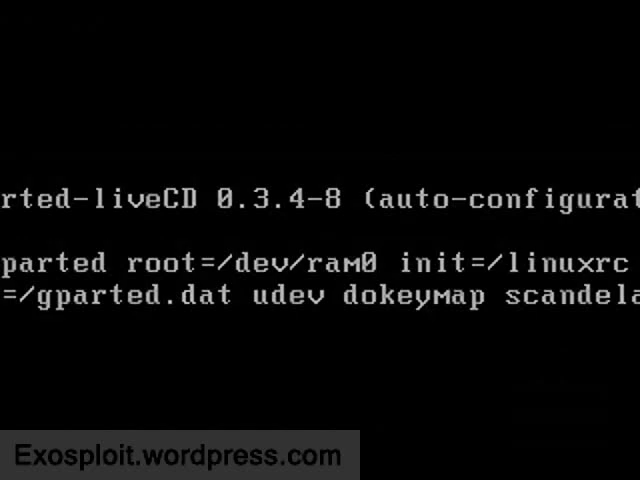 rted-liveCD 0.3.4-8 (auto-configurat
parted root=/dev/ram0 init=/linuxrc
=/gparted.dat udev dokeymap scandela
Exosploit.wordpress.com